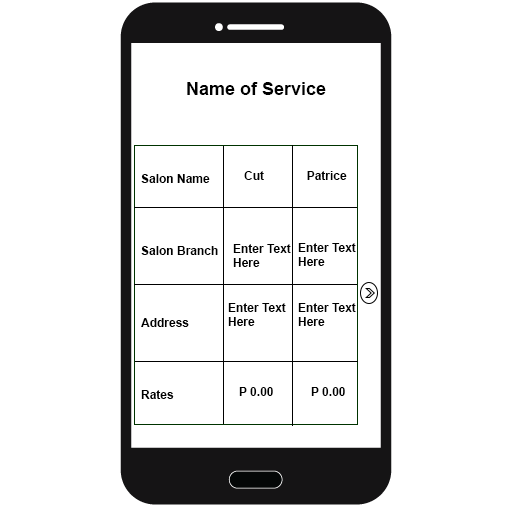 Name of Service
Salon Name Cut Patrice
Salon Branch Enter Text Enter Text
Here Here
Address Enter Text Enter Text
Here Here
Rates P 0.00 P 0.00